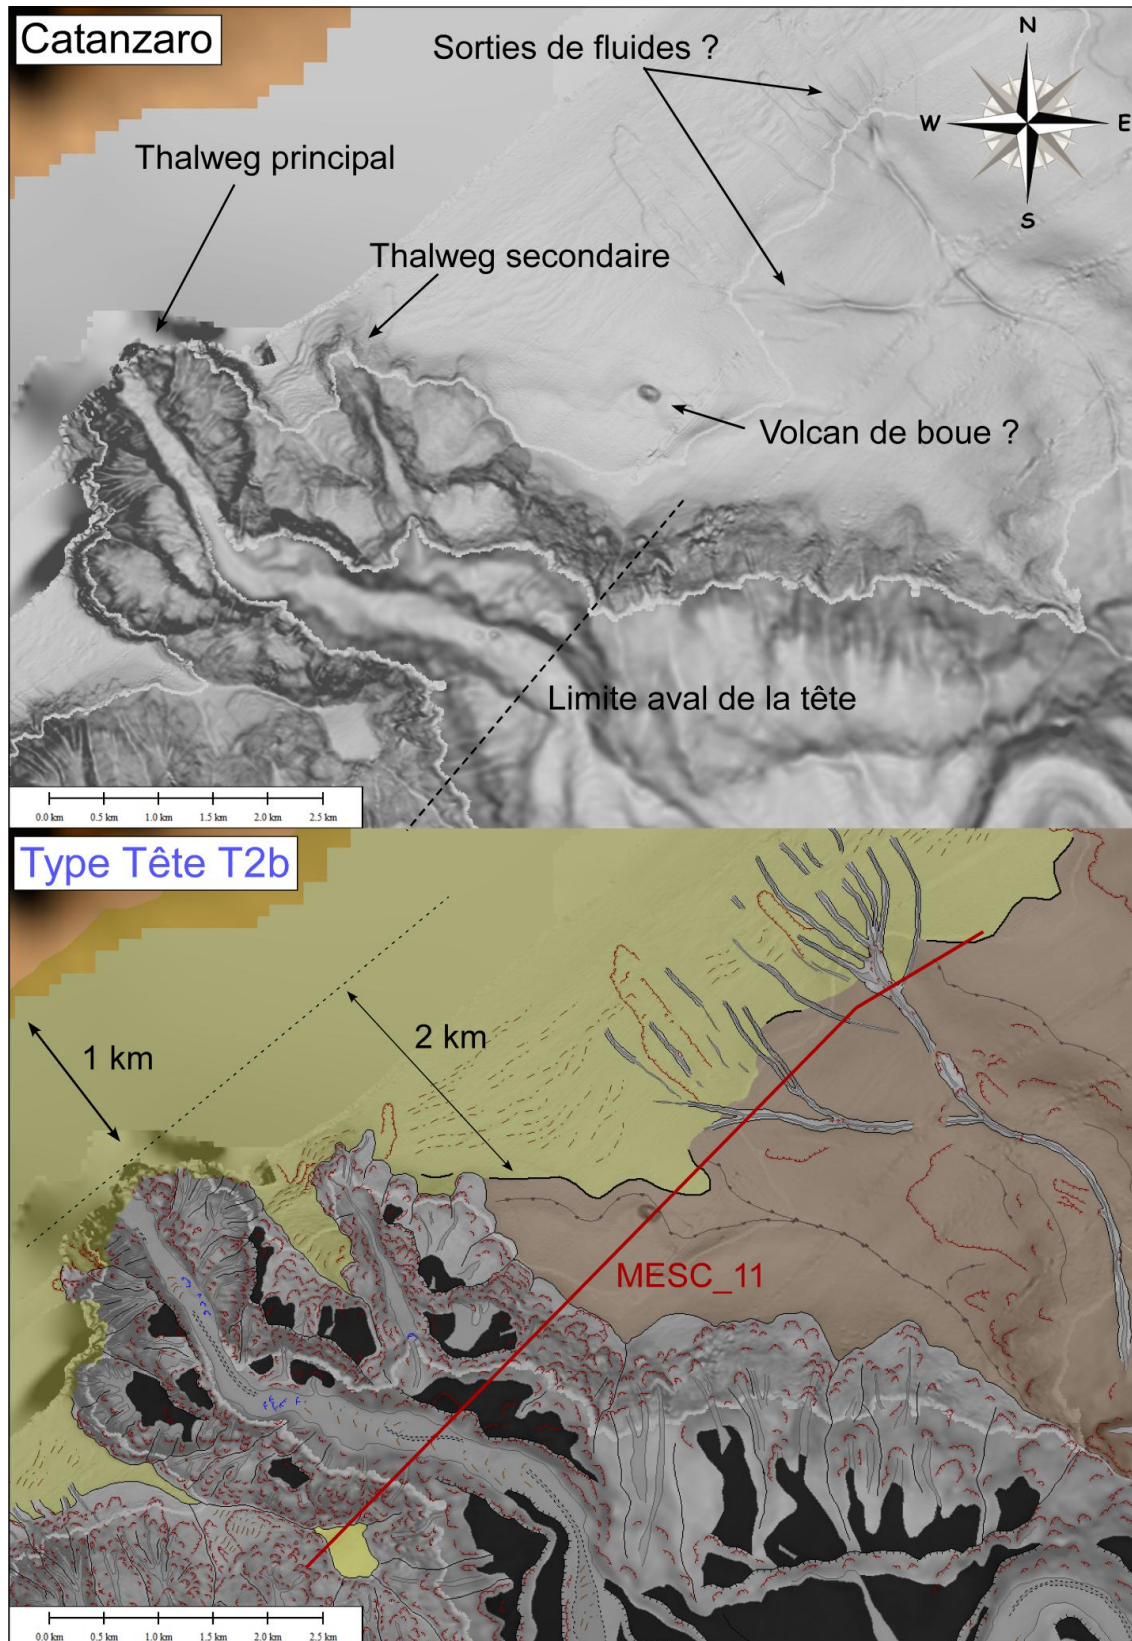 Catanzaro
Sorties de fluides ?
N
W
E
S
Thalweg principal
Thalweg secondaire
Volcan de boue ?
Limite aval de la tête
0.0 km 0.5 km 1.0 km 1.5 km 2.0 km 2.5 km
Type Tête T2b
1 km
2 km
MESC_11
0.0 km 0.5 km 1.0 km 1.5 km 2.0 km 2.5 km